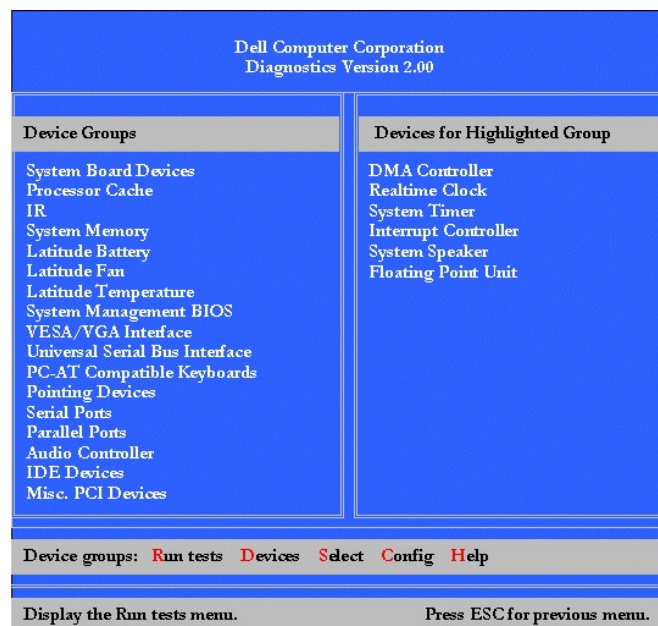 Dell Computer Corporation
Diagnostics Version 2.00
Device Groups
System Board Devices
Processor Cache
IR
System Memory
Latitude Battery
Latitude Fan
Latitude Temperature
System Management BIOS
VESA/VGA Interface
Universal Serial Bus Interface
PC-AT Compatible Keyboards
Pointing Devices
Serial Ports
Parallel Ports
Audio Controller
IDE Devices
Misc. PCI Devices
Devices for Highlighted Group
DMA Controller
Realtime Clock
System Timer
Interrupt Controller
System Speaker
Floating Point Unit
Device groups: Run tests Devices Select Config Help
Display the Run tests menu. Press ESC for previous menu.